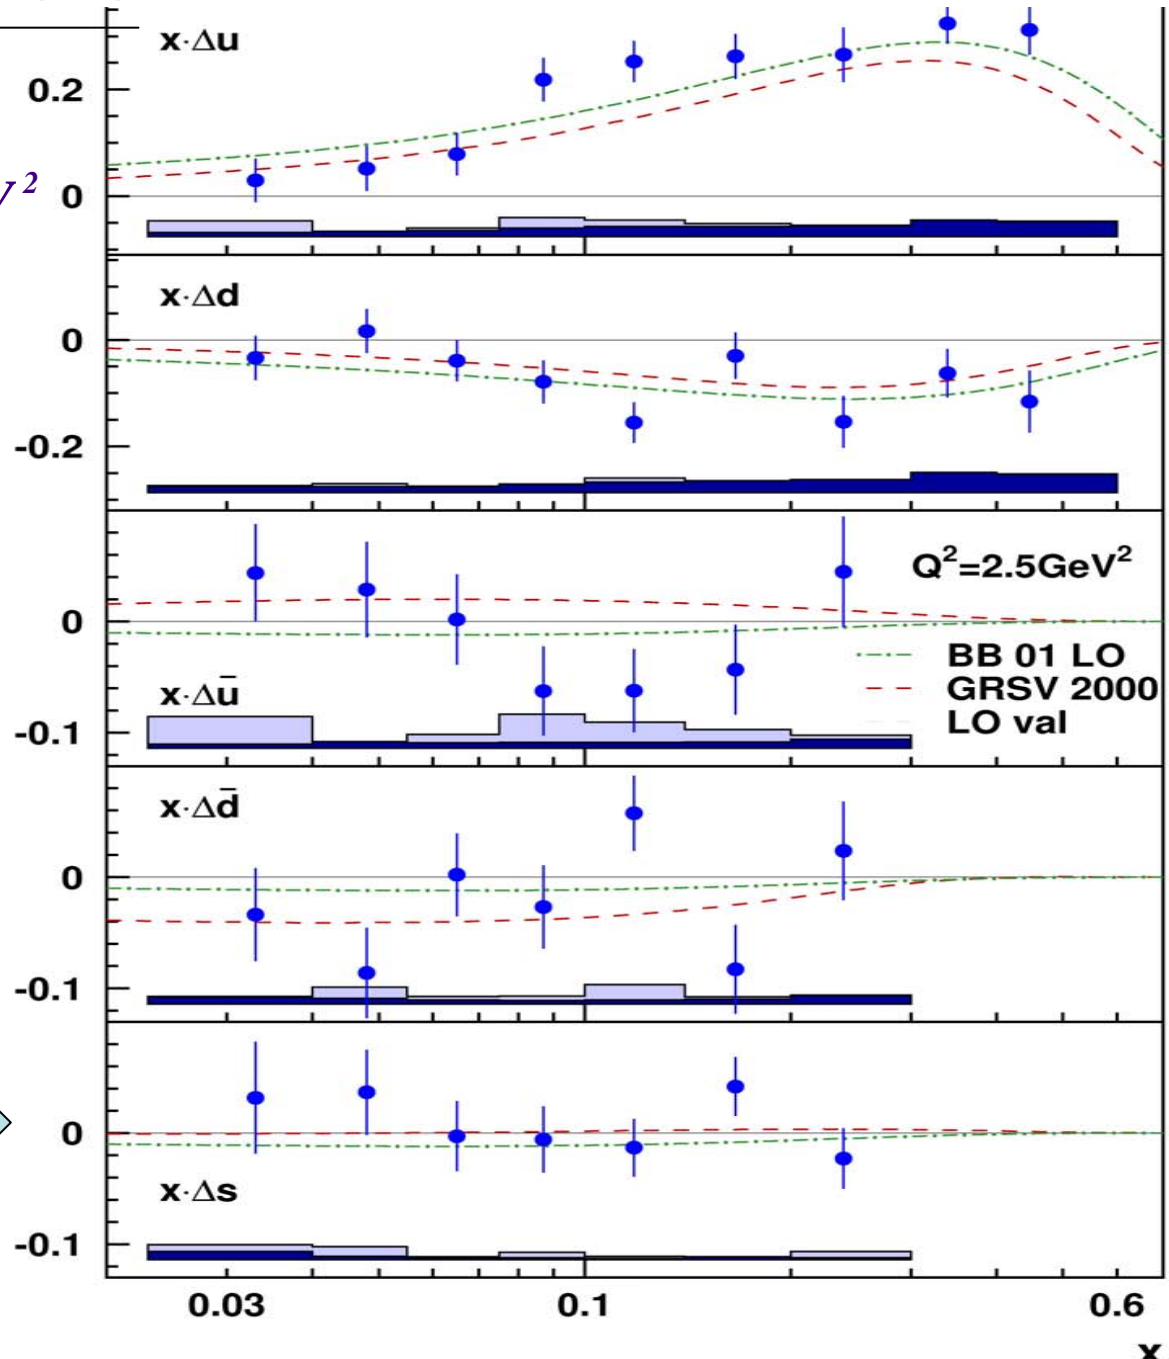 x·Δu
0.2
V²
0
x·Δd
0
-0.2
Q²=2.5GeV²
0
BB 01 LO
x·Δū
GRSV 2000
LO val
-0.1
x·Δd̄
0
-0.1
0
x·Δs
-0.1
0.03 0.1 0.6
x